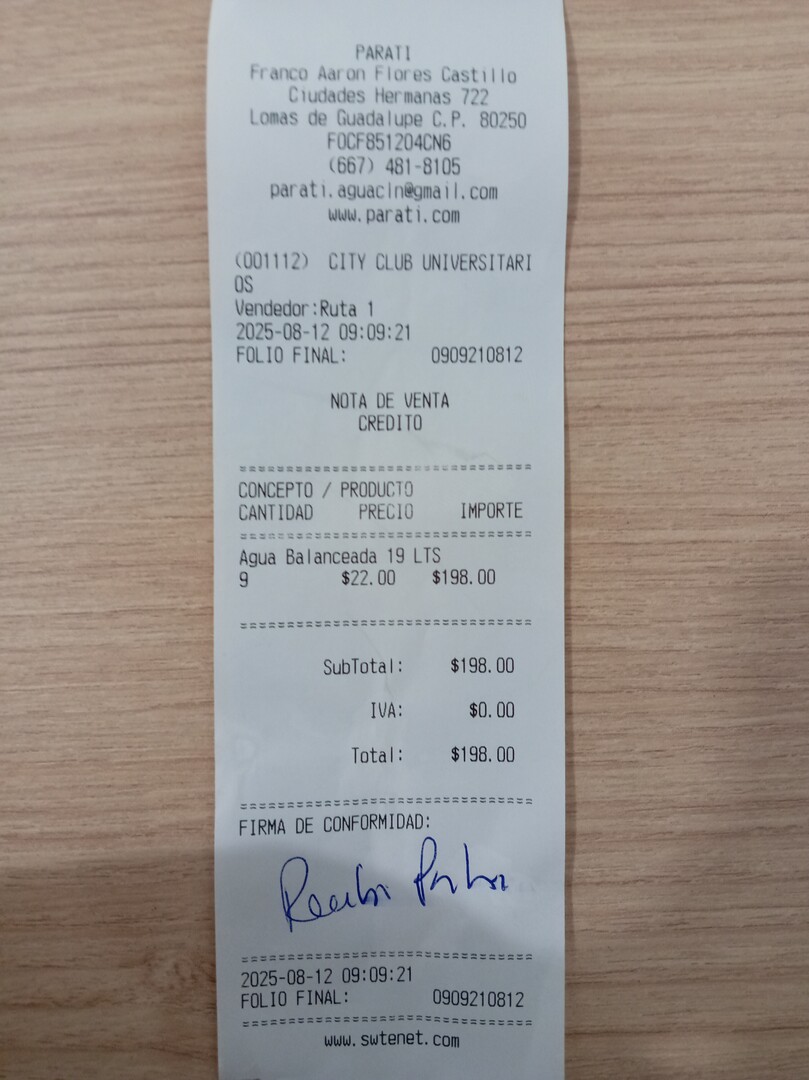 PARATI
Franco Aaron Flores Castillo
Ciudades Hermanas 722
Lomas de Guadalupe C.P. 80250
FOCF851204CN6
(667) 481-8105
parati.aguacln@gmail.com
www.parati.com
(001112) CITY CLUB UNIVERSITARI
OS
Vendedor:Ruta 1
2025-08-12 09:09:21
FOLIO FINAL: 0909210812
NOTA DE VENTA
CREDITO
===============================
CONCEPTO / PRODUCTO
CANTIDAD PRECIO IMPORTE
===============================
Agua Balanceada 19 LTS
9 $22.00 $198.00
===============================
SubTotal: $198.00
IVA: $0.00
Total: $198.00
===============================
FIRMA DE CONFORMIDAD:
===============================
2025-08-12 09:09:21
FOLIO FINAL: 0909210812
===============================
www.swtenet.com